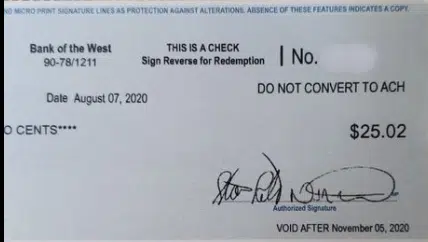 NO MICRO PRINT SIGNATURE LINES AS PROTECTION AGAINST ALTERATIONS. ABSENCE OF THESE FEATURES INDICATES A COPY.
Bank of the West
90-78/1211
THIS IS A CHECK
Sign Reverse for Redemption
No.
DO NOT CONVERT TO ACH
Date August 07, 2020
O CENTS****
$25.02
Authorized Signature
VOID AFTER November 05, 2020